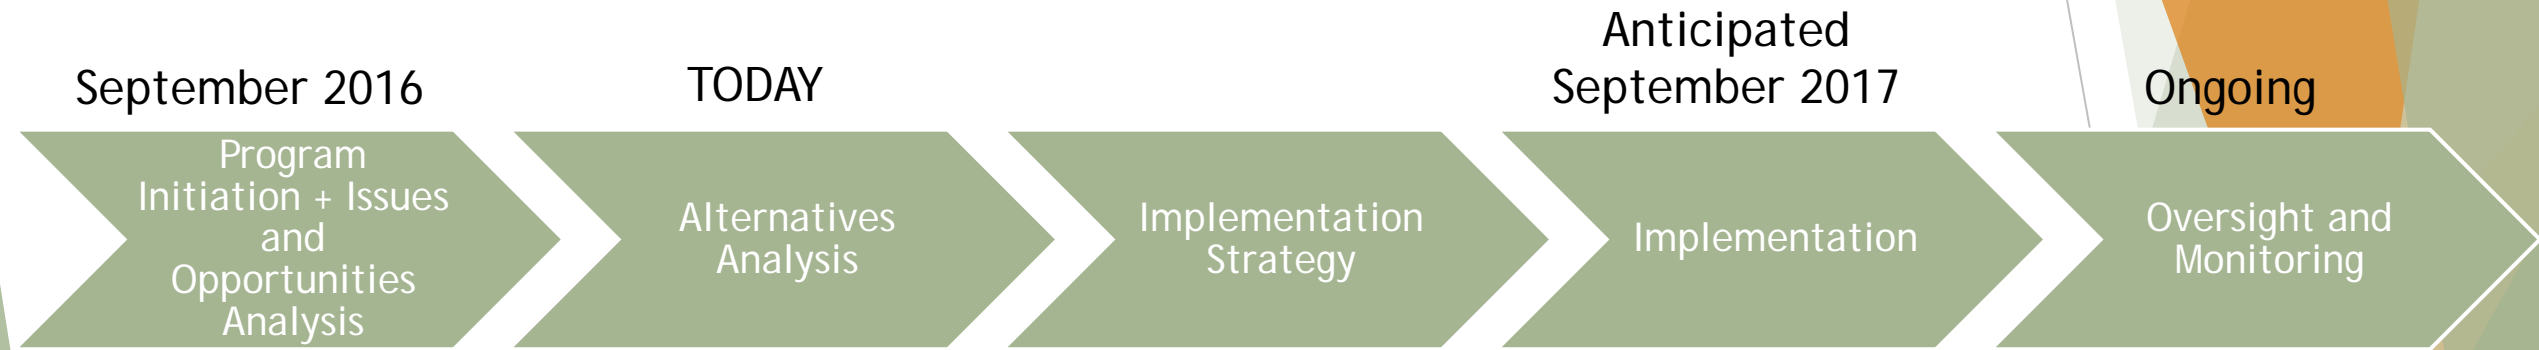 September 2016
TODAY
Anticipated
September 2017
Ongoing
Program
Initiation + Issues
and
Opportunities
Analysis
Alternatives
Analysis
Implementation
Strategy
Implementation
Oversight and
Monitoring